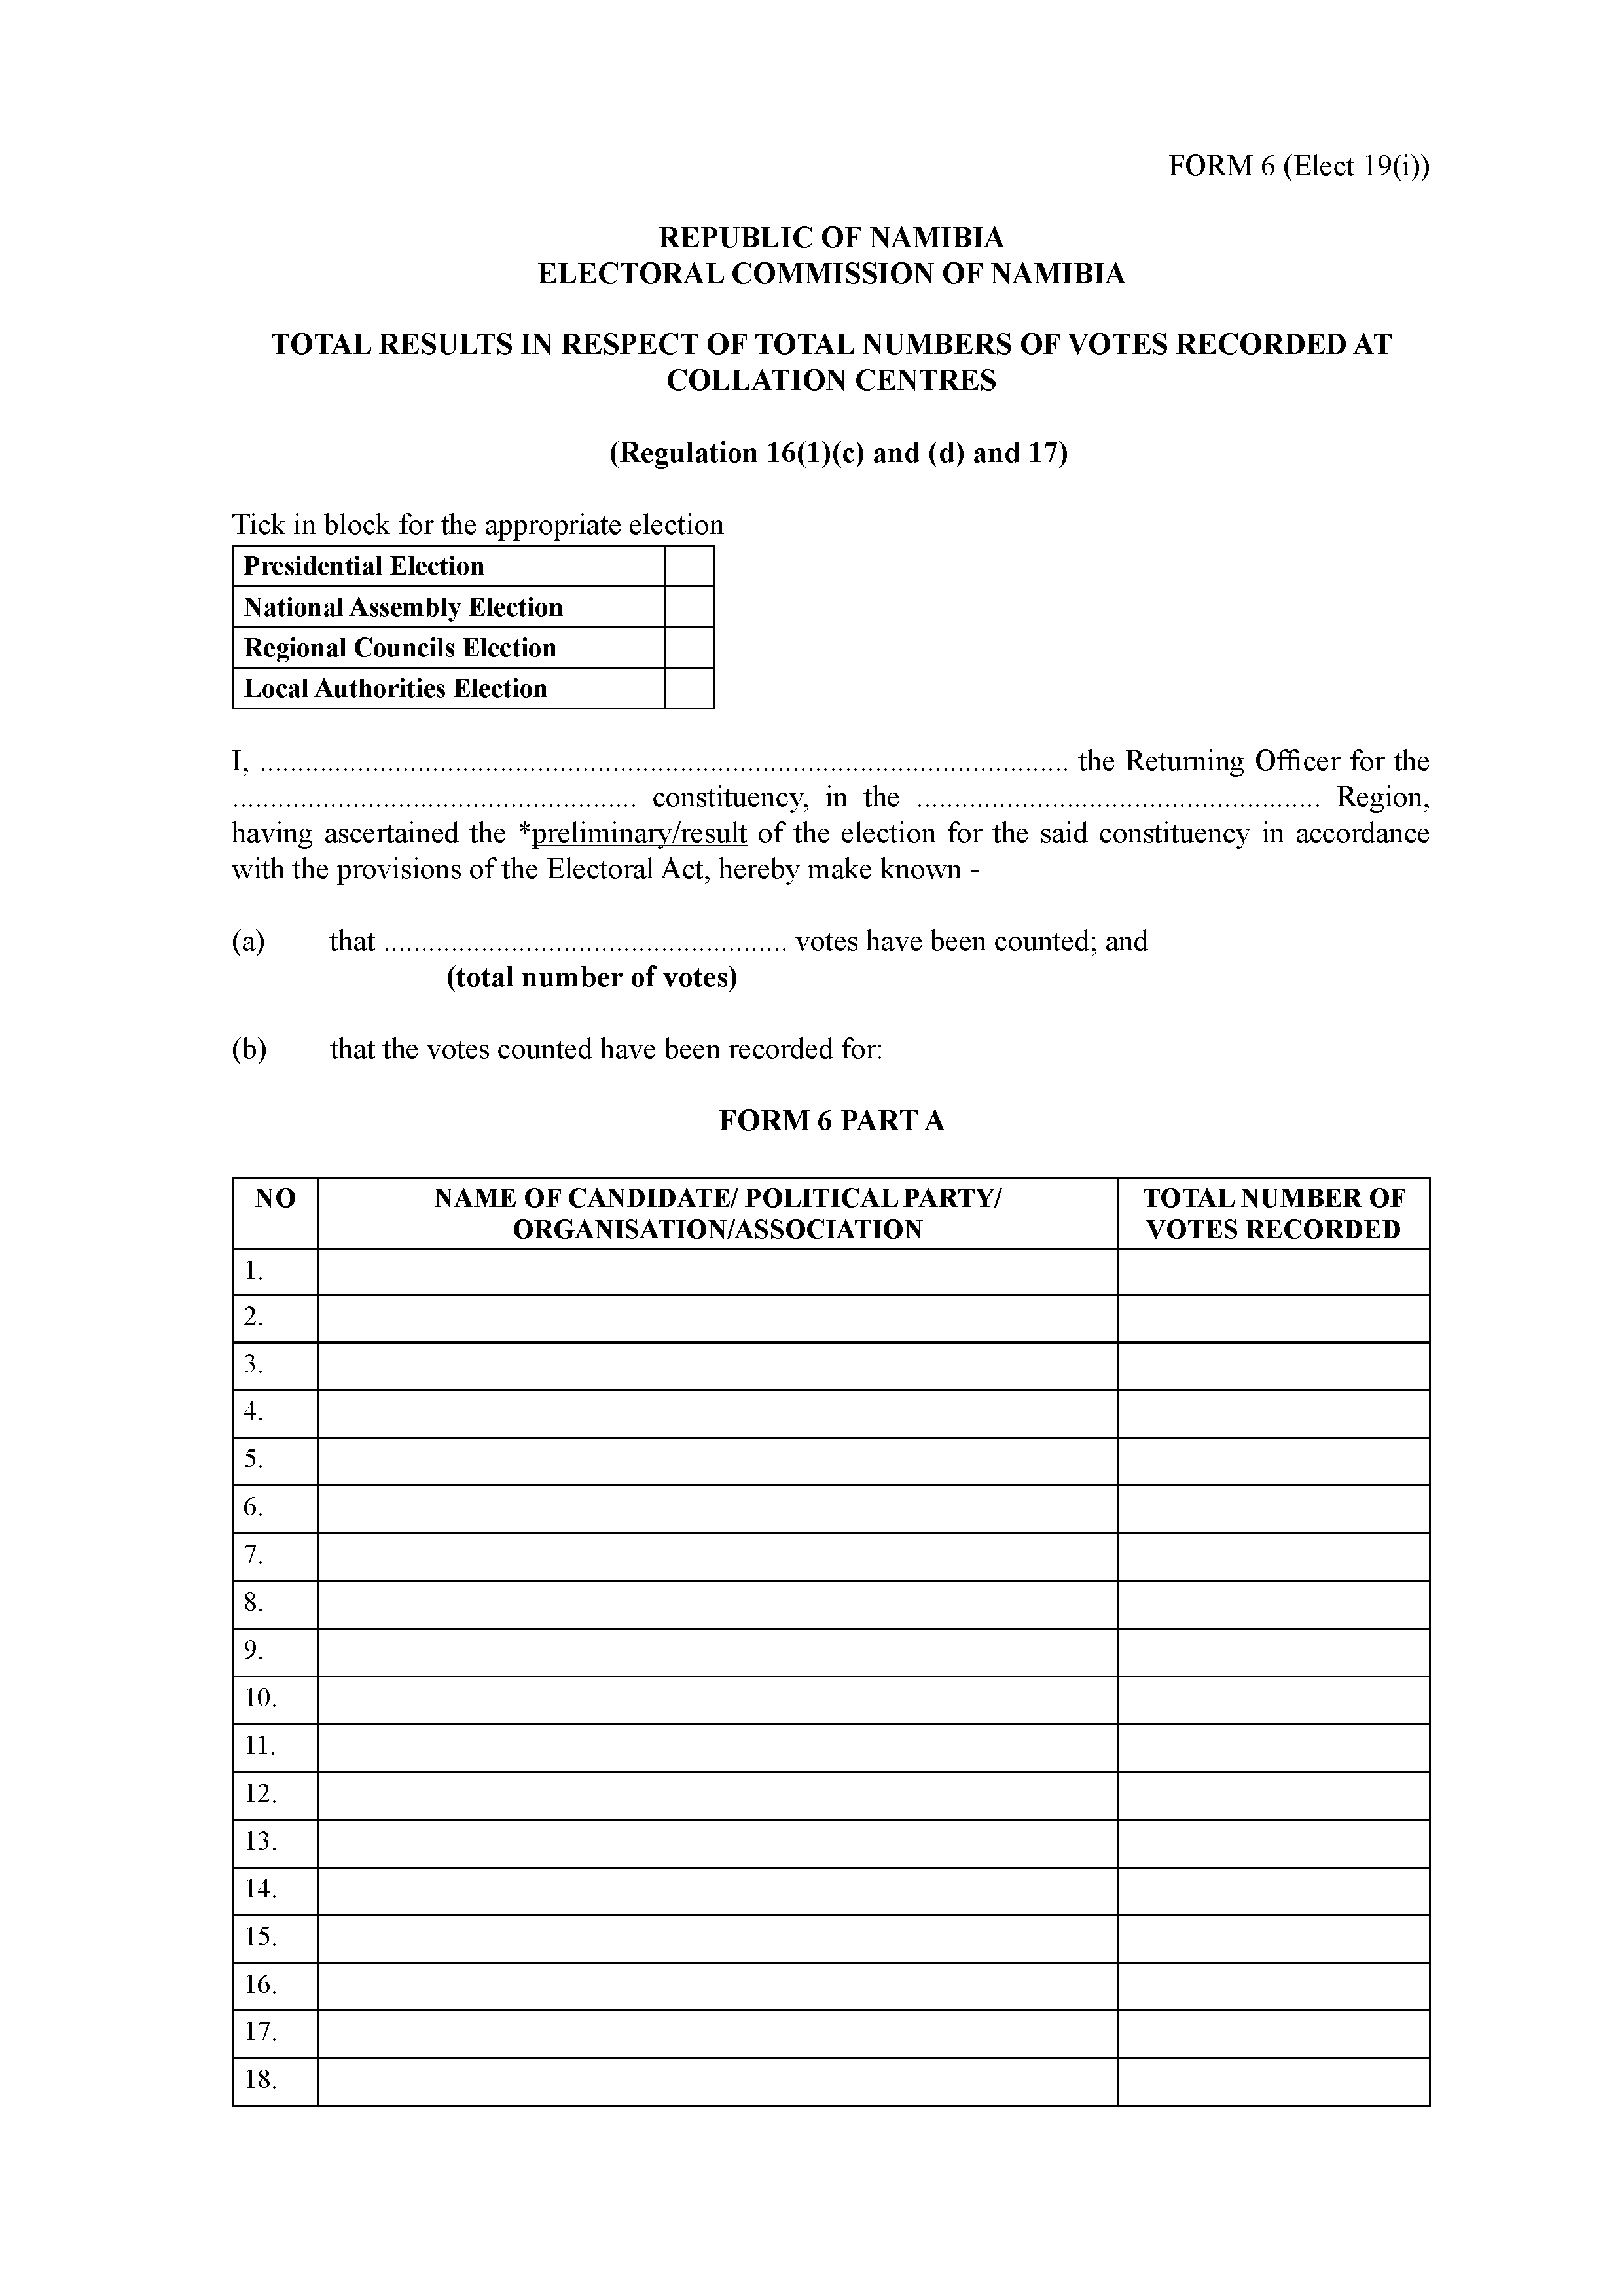 FORM 6 (Elect 19(i))
REPUBLIC OF NAMIBIA
ELECTORAL COMMISSION OF NAMIBIA
TOTAL RESULTS IN RESPECT OF TOTAL NUMBERS OF VOTES RECORDED AT
COLLATION CENTRES
(Regulation 16(1)(c) and (d) and 17)
Tick in block for the appropriate election
Presidential Election
National Assembly Election
Regional Councils Election
Local Authorities Election
I, ............................................................................................................ the Returning Officer for the
...................................................... constituency, in the ...................................................... Region,
having ascertained the *preliminary/result of the election for the said constituency in accordance
with the provisions of the Electoral Act, hereby make known -
(a) that ...................................................... votes have been counted; and
(total number of votes)
(b) that the votes counted have been recorded for:
FORM 6 PART A
NO NAME OF CANDIDATE/ POLITICAL PARTY/ TOTAL NUMBER OF
ORGANISATION/ASSOCIATION VOTES RECORDED
1.
2.
3.
4.
5.
6.
7.
8.
9.
10.
11.
12.
13.
14.
15.
16.
17.
18.